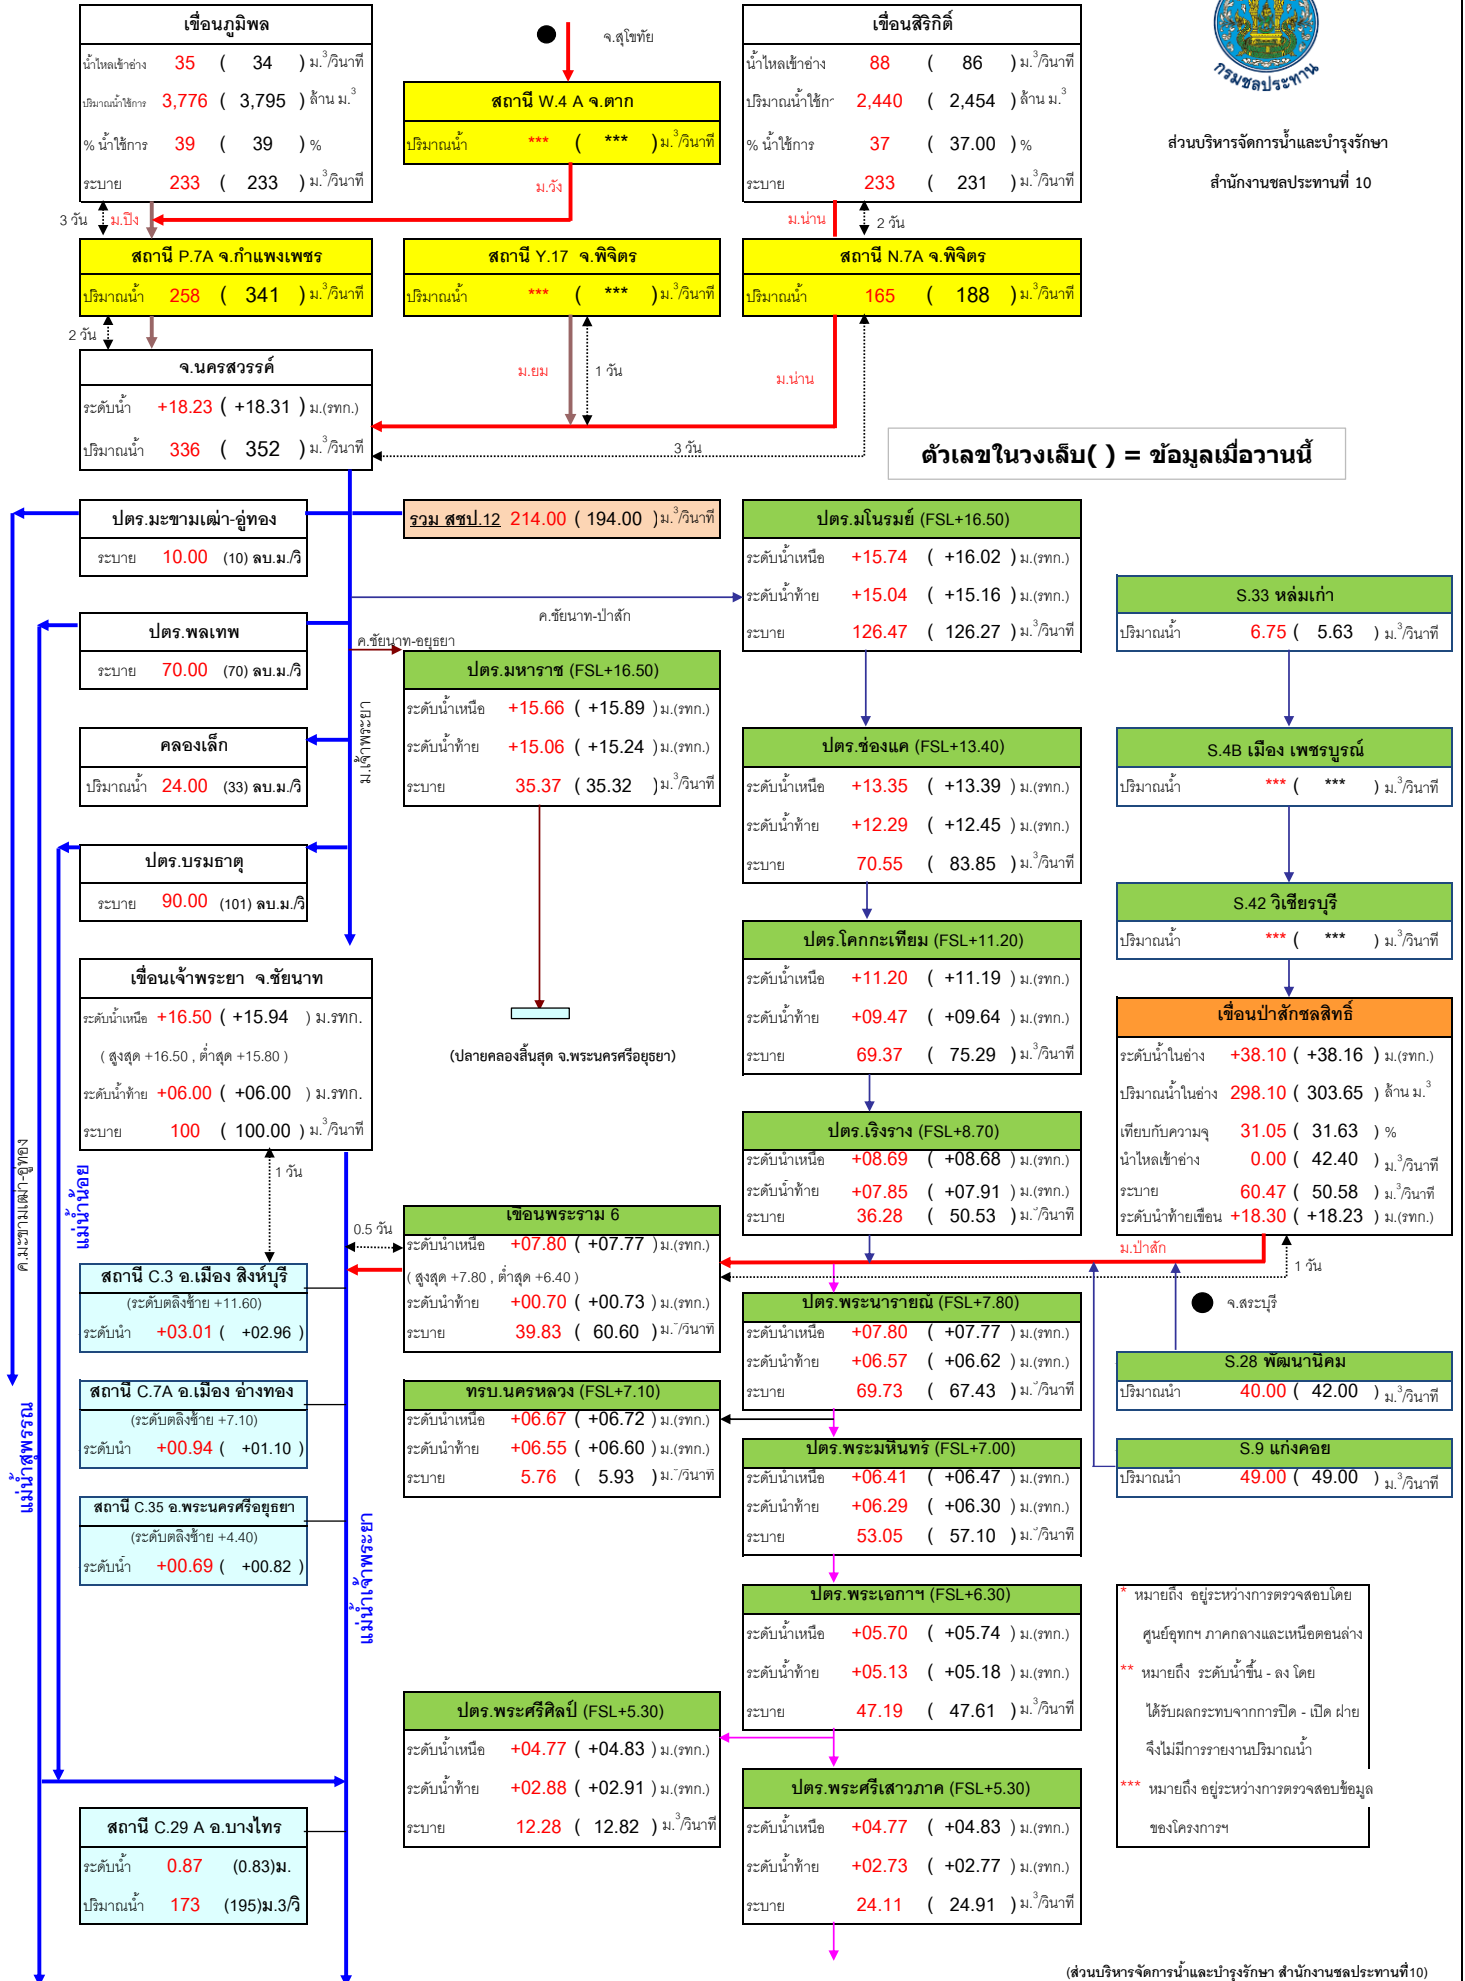 เขื่อนภูมิพล
น้ำไหลเข้าอ่าง 35 ( 34 ) ม.³/วินาที
ปริมาณน้ำใช้การ 3,776 ( 3,795 ) ล้าน ม.³
% น้ำใช้การ 39 ( 39 ) %
ระบาย 233 ( 233 ) ม.³/วินาที
จ.สุโขทัย
สถานี W.4 A จ.ตาก
ปริมาณน้ำ *** ( *** ) ม.³/วินาที
เขื่อนสิริกิติ์
น้ำไหลเข้าอ่าง 88 ( 86 ) ม.³/วินาที
ปริมาณน้ำใช้กา 2,440 ( 2,454 ) ล้าน ม.³
% น้ำใช้การ 37 ( 37.00 ) %
ระบาย 233 ( 231 ) ม.³/วินาที
กรมชลประทาน
ส่วนบริหารจัดการน้ำและบำรุงรักษา
สำนักงานชลประทานที่ 10
3 วัน ม.ปิง
ม.วัง
ม.น่าน
2 วัน
สถานี P.7A จ.กำแพงเพชร
ปริมาณน้ำ 258 ( 341 ) ม.³/วินาที
สถานี Y.17 จ.พิจิตร
ปริมาณน้ำ *** ( *** ) ม.³/วินาที
สถานี N.7A จ.พิจิตร
ปริมาณน้ำ 165 ( 188 ) ม.³/วินาที
2 วัน
ม.ยม
1 วัน
ม.น่าน
3 วัน
จ.นครสวรรค์
ระดับน้ำ +18.23 ( +18.31 ) ม.(รทก.)
ปริมาณน้ำ 336 ( 352 ) ม.³/วินาที
ตัวเลขในวงเล็บ( ) = ข้อมูลเมื่อวานนี้
ปตร.มะขามเฒ่า-อู่ทอง
ระบาย 10.00 (10) ลบ.ม./วิ
รวม สชป.12 214.00 ( 194.00 ) ม.³/วินาที
ปตร.มโนรมย์ (FSL+16.50)
ระดับน้ำเหนือ +15.74 ( +16.02 ) ม.(รทก.)
ระดับน้ำท้าย +15.04 ( +15.16 ) ม.(รทก.)
ระบาย 126.47 ( 126.27 ) ม.³/วินาที
ค.ชัยนาท-ป่าสัก
ค.ชัยนาท-อยุธยา
S.33 หล่มเก่า
ปริมาณน้ำ 6.75 ( 5.63 ) ม.³/วินาที
ปตร.พลเทพ
ระบาย 70.00 (70) ลบ.ม./วิ
ปตร.มหาราช (FSL+16.50)
ระดับน้ำเหนือ +15.66 ( +15.89 ) ม.(รทก.)
ระดับน้ำท้าย +15.06 ( +15.24 ) ม.(รทก.)
ระบาย 35.37 ( 35.32 ) ม.³/วินาที
ม.เจ้าพระยา
คลองเล็ก
ปริมาณน้ำ 24.00 (33) ลบ.ม./วิ
ปตร.ช่องแค (FSL+13.40)
ระดับน้ำเหนือ +13.35 ( +13.39 ) ม.(รทก.)
ระดับน้ำท้าย +12.29 ( +12.45 ) ม.(รทก.)
ระบาย 70.55 ( 83.85 ) ม.³/วินาที
S.4B เมือง เพชรบูรณ์
ปริมาณน้ำ *** ( *** ) ม.³/วินาที
ปตร.บรมธาตุ
ระบาย 90.00 (101) ลบ.ม./วิ
ปตร.โคกกะเทียม (FSL+11.20)
ระดับน้ำเหนือ +11.20 ( +11.19 ) ม.(รทก.)
ระดับน้ำท้าย +09.47 ( +09.64 ) ม.(รทก.)
ระบาย 69.37 ( 75.29 ) ม.³/วินาที
S.42 วิเชียรบุรี
ปริมาณน้ำ *** ( *** ) ม.³/วินาที
เขื่อนเจ้าพระยา จ.ชัยนาท
ระดับน้ำเหนือ +16.50 ( +15.94 ) ม.รทก.
( สูงสุด +16.50 , ต่ำสุด +15.80 )
ระดับน้ำท้าย +06.00 ( +06.00 ) ม.รทก.
ระบาย 100 ( 100.00 ) ม.³/วินาที
(ปลายคลองสิ้นสุด จ.พระนครศรีอยุธยา)
เขื่อนป่าสักชลสิทธิ์
ระดับน้ำในอ่าง +38.10 ( +38.16 ) ม.(รทก.)
ปริมาณน้ำในอ่าง 298.10 ( 303.65 ) ล้าน ม.³
เทียบกับความจุ 31.05 ( 31.63 ) %
น้ำไหลเข้าอ่าง 0.00 ( 42.40 ) ม.³/วินาที
ระบาย 60.47 ( 50.58 ) ม.³/วินาที
ระดับน้ำท้ายเขื่อน +18.30 ( +18.23 ) ม.(รทก.)
ปตร.เริงราง (FSL+8.70)
ระดับน้ำเหนือ +08.69 ( +08.68 ) ม.(รทก.)
ระดับน้ำท้าย +07.85 ( +07.91 ) ม.(รทก.)
ระบาย 36.28 ( 50.53 ) ม.³/วินาที
ค.มะขามเฒ่า-อู่ทอง
แม่น้ำน้อย
1 วัน
0.5 วัน
เขื่อนพระราม 6
ระดับน้ำเหนือ +07.80 ( +07.77 ) ม.(รทก.)
( สูงสุด +7.80 , ต่ำสุด +6.40 )
ระดับน้ำท้าย +00.70 ( +00.73 ) ม.(รทก.)
ระบาย 39.83 ( 60.60 ) ม.³/วินาที
ม.ป่าสัก
1 วัน
จ.สระบุรี
สถานี C.3 อ.เมือง สิงห์บุรี
(ระดับตลิ่งซ้าย +11.60)
ระดับน้ำ +03.01 ( +02.96 )
ปตร.พระนารายณ์ (FSL+7.80)
ระดับน้ำเหนือ +07.80 ( +07.77 ) ม.(รทก.)
ระดับน้ำท้าย +06.57 ( +06.62 ) ม.(รทก.)
ระบาย 69.73 ( 67.43 ) ม.³/วินาที
S.28 พัฒนานิคม
ปริมาณน้ำ 40.00 ( 42.00 ) ม.³/วินาที
สถานี C.7A อ.เมือง อ่างทอง
(ระดับตลิ่งซ้าย +7.10)
ระดับน้ำ +00.94 ( +01.10 )
ทรบ.นครหลวง (FSL+7.10)
ระดับน้ำเหนือ +06.67 ( +06.72 ) ม.(รทก.)
ระดับน้ำท้าย +06.55 ( +06.60 ) ม.(รทก.)
ระบาย 5.76 ( 5.93 ) ม.³/วินาที
ปตร.พระมหินทร์ (FSL+7.00)
ระดับน้ำเหนือ +06.41 ( +06.47 ) ม.(รทก.)
ระดับน้ำท้าย +06.29 ( +06.30 ) ม.(รทก.)
ระบาย 53.05 ( 57.10 ) ม.³/วินาที
S.9 แก่งคอย
ปริมาณน้ำ 49.00 ( 49.00 ) ม.³/วินาที
แม่น้ำสุพรรณ
สถานี C.35 อ.พระนครศรีอยุธยา
(ระดับตลิ่งซ้าย +4.40)
ระดับน้ำ +00.69 ( +00.82 )
แม่น้ำเจ้าพระยา
ปตร.พระเอกาฯ (FSL+6.30)
ระดับน้ำเหนือ +05.70 ( +05.74 ) ม.(รทก.)
ระดับน้ำท้าย +05.13 ( +05.18 ) ม.(รทก.)
ระบาย 47.19 ( 47.61 ) ม.³/วินาที
* หมายถึง อยู่ระหว่างการตรวจสอบโดย
ศูนย์อุทกฯ ภาคกลางและเหนือตอนล่าง
** หมายถึง ระดับน้ำขึ้น - ลง โดย
ได้รับผลกระทบจากการปิด - เปิด ฝาย
จึงไม่มีการรายงานปริมาณน้ำ
*** หมายถึง อยู่ระหว่างการตรวจสอบข้อมูล
ของโครงการฯ
ปตร.พระศรีศิลป์ (FSL+5.30)
ระดับน้ำเหนือ +04.77 ( +04.83 ) ม.(รทก.)
ระดับน้ำท้าย +02.88 ( +02.91 ) ม.(รทก.)
ระบาย 12.28 ( 12.82 ) ม.³/วินาที
ปตร.พระศรีเสาวภาค (FSL+5.30)
ระดับน้ำเหนือ +04.77 ( +04.83 ) ม.(รทก.)
ระดับน้ำท้าย +02.73 ( +02.77 ) ม.(รทก.)
ระบาย 24.11 ( 24.91 ) ม.³/วินาที
สถานี C.29 A อ.บางไทร
ระดับน้ำ 0.87 (0.83)ม.
ปริมาณน้ำ 173 (195)ม.3/วิ
(ส่วนบริหารจัดการน้ำและบำรุงรักษา สำนักงานชลประทานที่10)